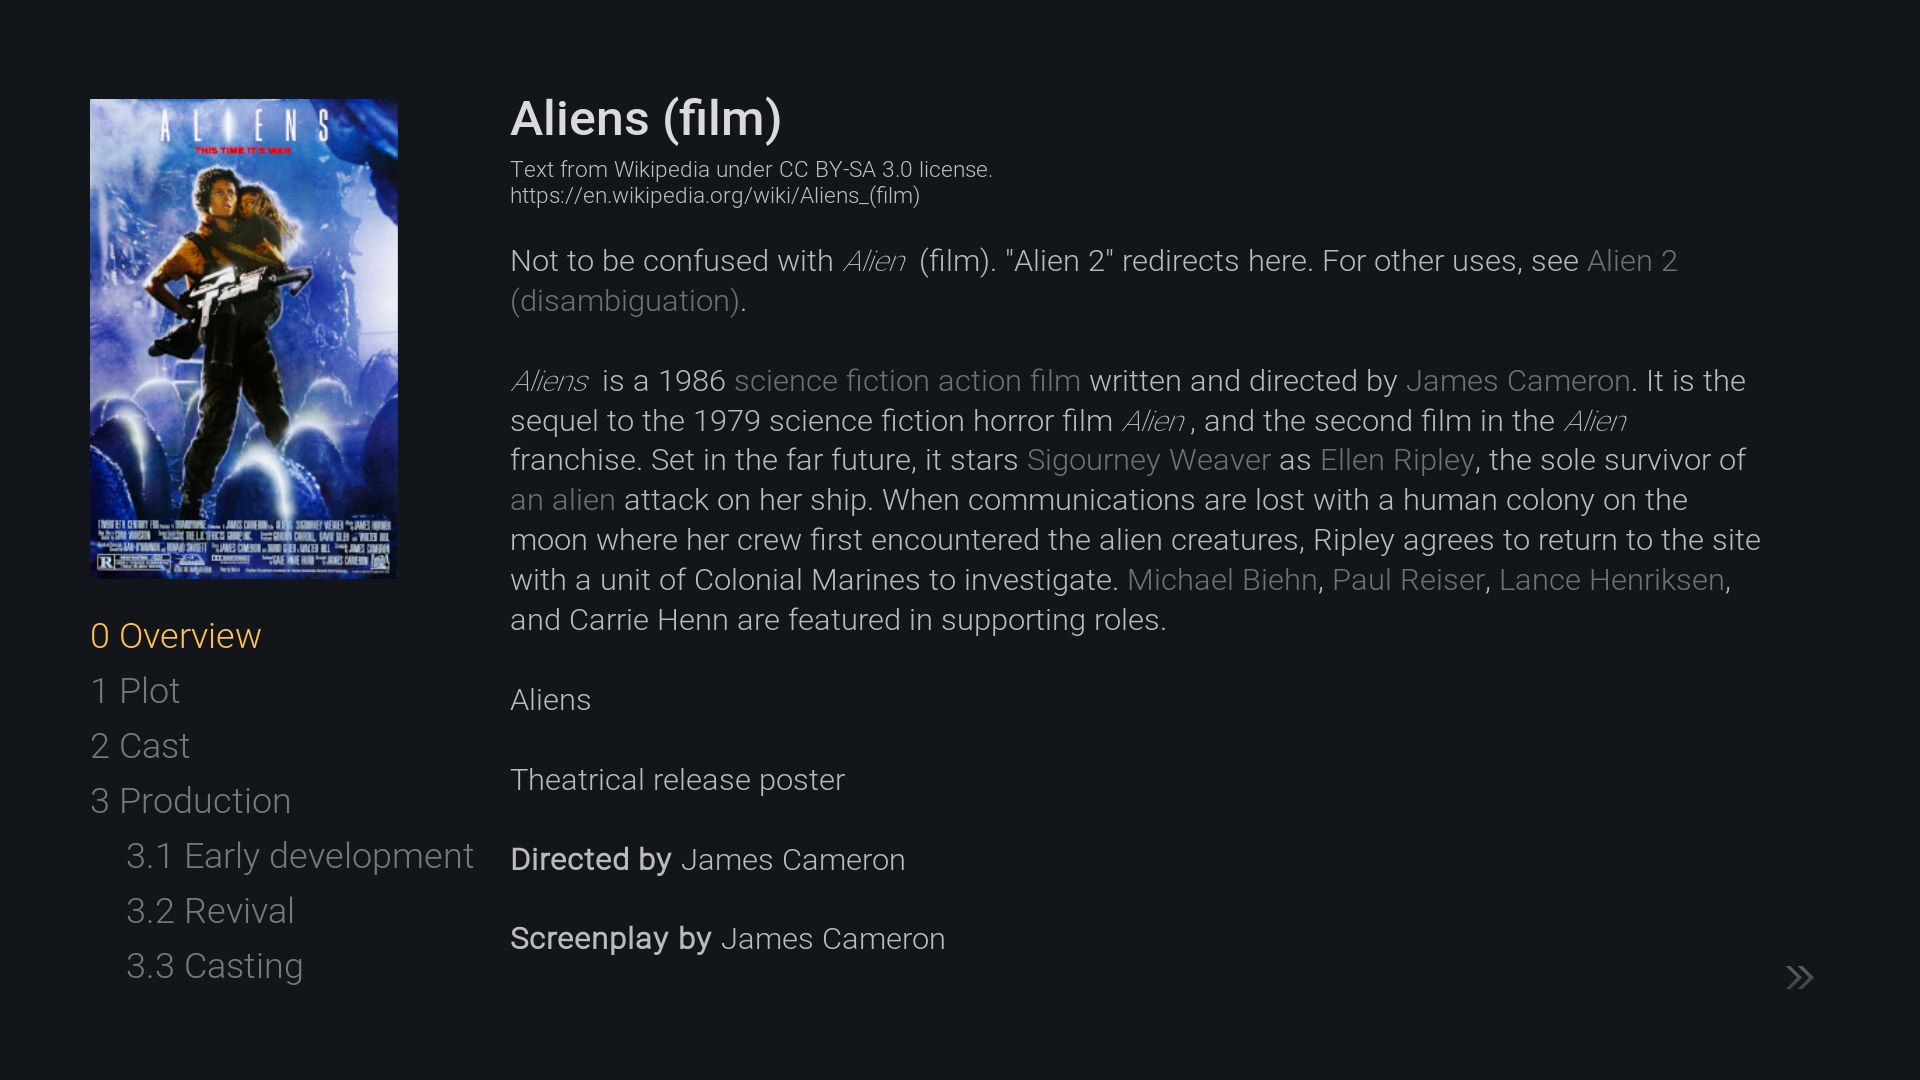 ALIENS
THIS TIME IT'S WAR
R
0 Overview
1 Plot
2 Cast
3 Production
3.1 Early development
3.2 Revival
3.3 Casting
Aliens (film)
Text from Wikipedia under CC BY-SA 3.0 license.
https://en.wikipedia.org/wiki/Aliens_(film)
Not to be confused with Alien (film). "Alien 2" redirects here. For other uses, see Alien 2
(disambiguation).
Aliens is a 1986 science fiction action film written and directed by James Cameron. It is the
sequel to the 1979 science fiction horror film Alien, and the second film in the Alien
franchise. Set in the far future, it stars Sigourney Weaver as Ellen Ripley, the sole survivor of
an alien attack on her ship. When communications are lost with a human colony on the
moon where her crew first encountered the alien creatures, Ripley agrees to return to the site
with a unit of Colonial Marines to investigate. Michael Biehn, Paul Reiser, Lance Henriksen,
and Carrie Henn are featured in supporting roles.
Aliens
Theatrical release poster
Directed by James Cameron
Screenplay by James Cameron